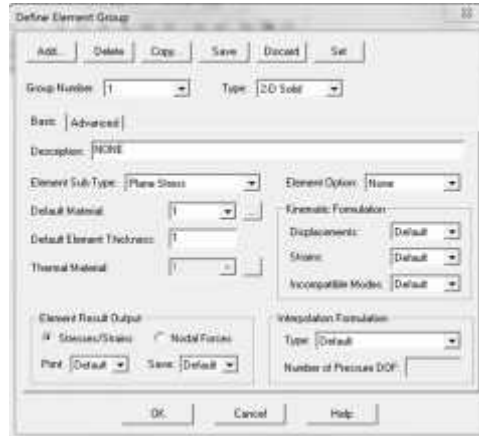 Define Element Group
Add... Delete Copy... Save Discard Set
Group Number: 1 Type: 2-D Solid
Basic Advanced
Description: NONE
Element Sub-Type: Plane Stress Element Option: None
Default Material: 1 ... Kinematic Formulation
Default Element Thickness: 1 Displacements: Default
Thermal Material: 1 Strains: Default
Incompatible Modes: Default
Element Result Output Interpolation Formulation
Stresses/Strains Nodal Forces Type: Default
Print: Default Save: Default Number of Pressure DOF:
OK Cancel Help